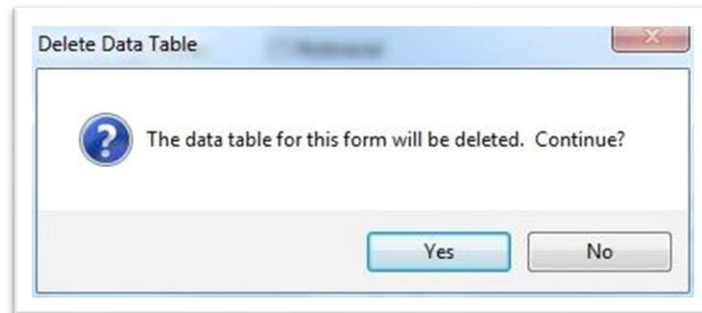 Delete Data Table
The data table for this form will be deleted.  Continue?
Yes
No